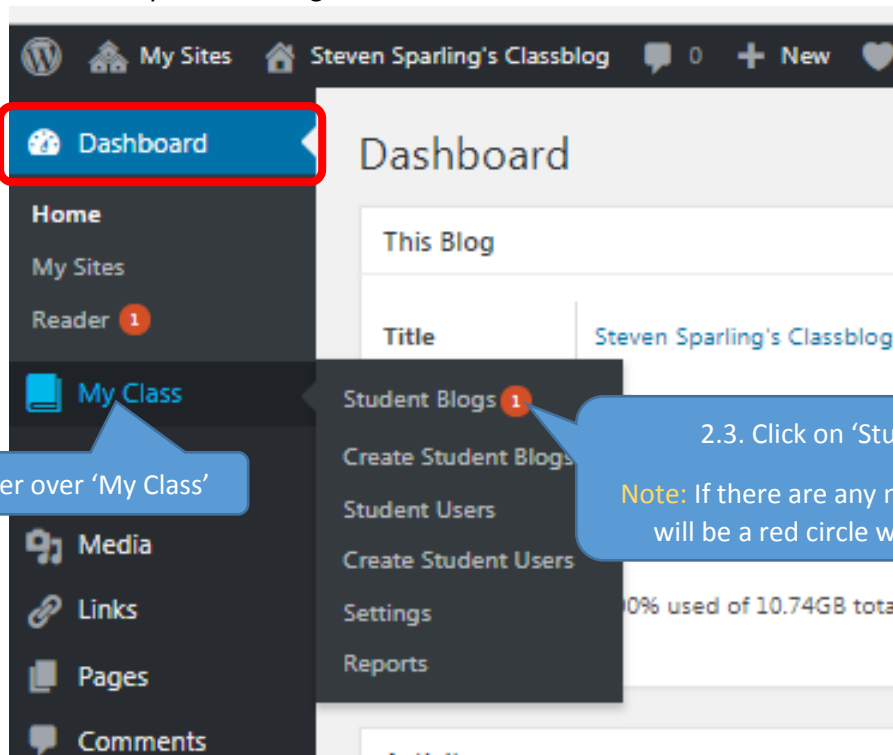 My Sites Steven Sparling's Classblog 0 + New
Dashboard
Dashboard
Home
My Sites
Reader 1
This Blog
Title Steven Sparling's Classblog
My Class
Student Blogs 1
Create Student Blogs
Student Users
Create Student Users
Settings
Reports
er over ‘My Class’
2.3. Click on ‘Stu
Note: If there are any
will be a red circle w
Media
Links
Pages
Comments
0% used of 10.74GB tota